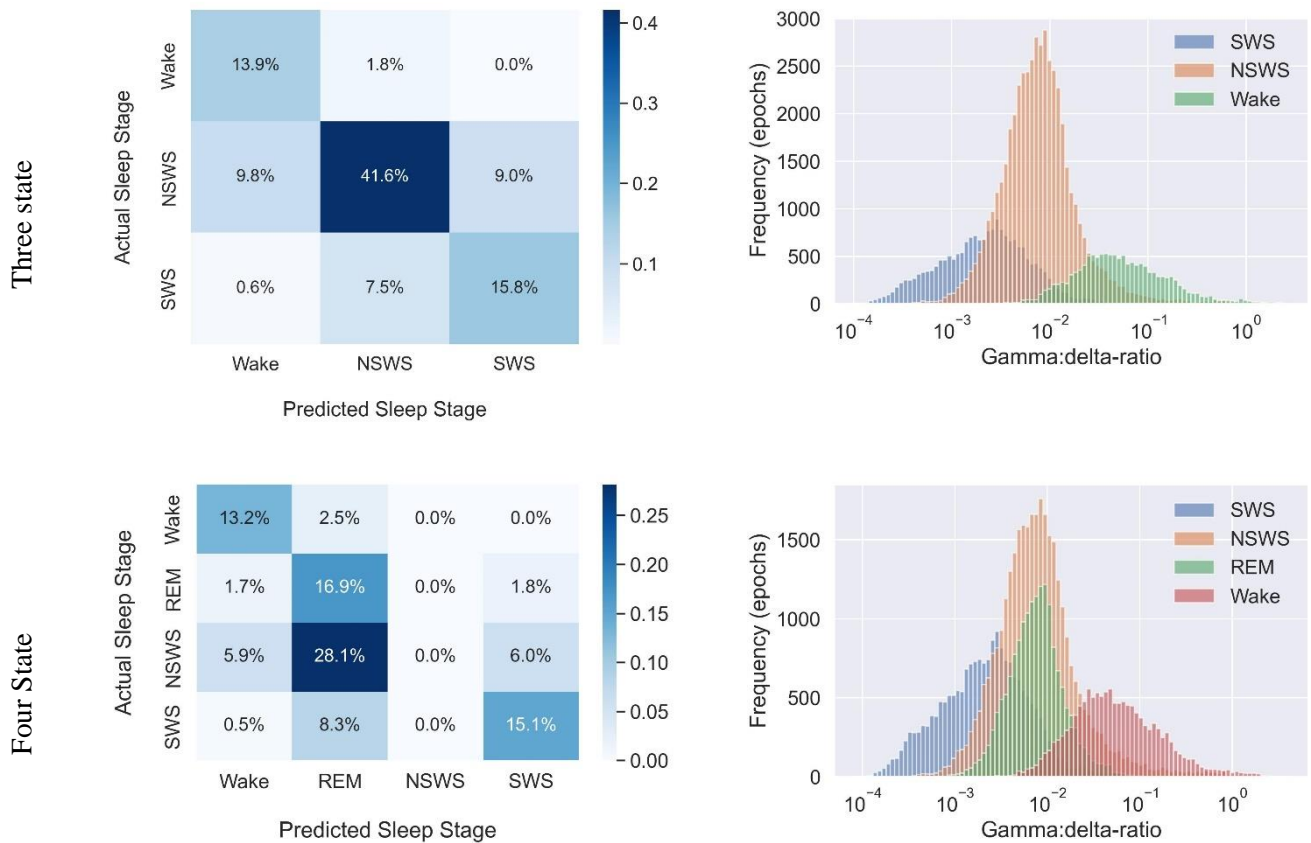 Three state
Actual Sleep Stage
Wake
NSWS
SWS
13.9% 1.8% 0.0%
9.8% 41.6% 9.0%
0.6% 7.5% 15.8%
Wake NSWS SWS
Predicted Sleep Stage
0.4
0.3
0.2
0.1
Frequency (epochs)
3000
2500
2000
1500
1000
500
0
SWS
NSWS
Wake
10⁻⁴ 10⁻³ 10⁻² 10⁻¹ 10⁰
Gamma:delta-ratio
Four State
Actual Sleep Stage
Wake
REM
NSWS
SWS
13.2% 2.5% 0.0% 0.0%
1.7% 16.9% 0.0% 1.8%
5.9% 28.1% 0.0% 6.0%
0.5% 8.3% 0.0% 15.1%
Wake REM NSWS SWS
Predicted Sleep Stage
0.25
0.20
0.15
0.10
0.05
0.00
Frequency (epochs)
1500
1000
500
0
SWS
NSWS
REM
Wake
10⁻⁴ 10⁻³ 10⁻² 10⁻¹ 10⁰
Gamma:delta-ratio